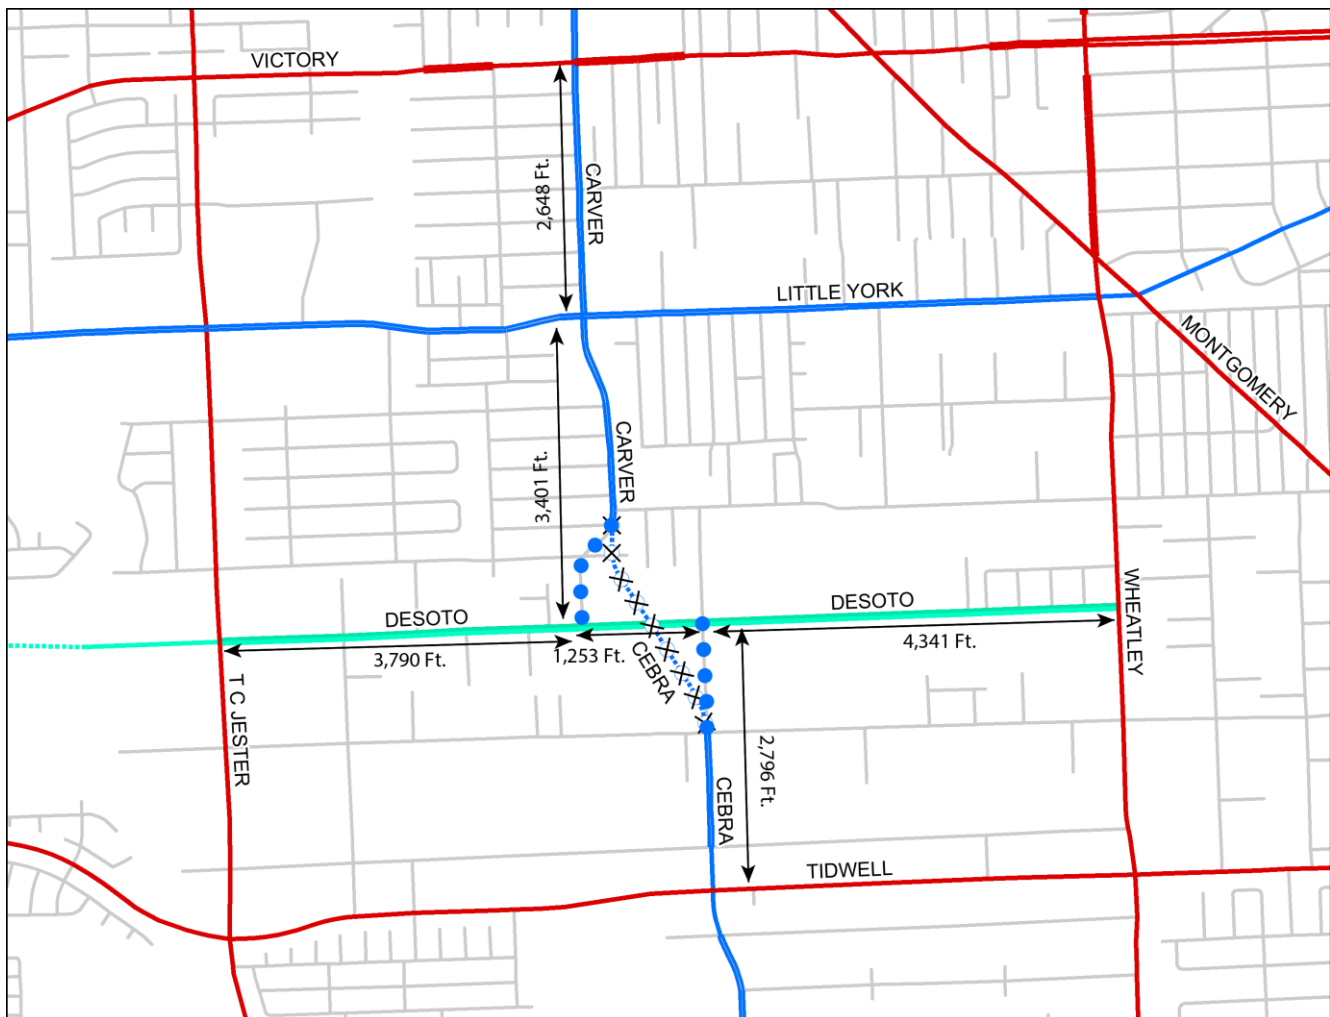 VICTORY
2,648 Ft.
CARVER
LITTLE YORK
MONTGOMERY
3,401 Ft.
CARVER
DESOTO
DESOTO
WHEATLEY
3,790 Ft.
1,253 Ft.
4,341 Ft.
CEBRA
T C JESTER
2,796 Ft.
CEBRA
TIDWELL